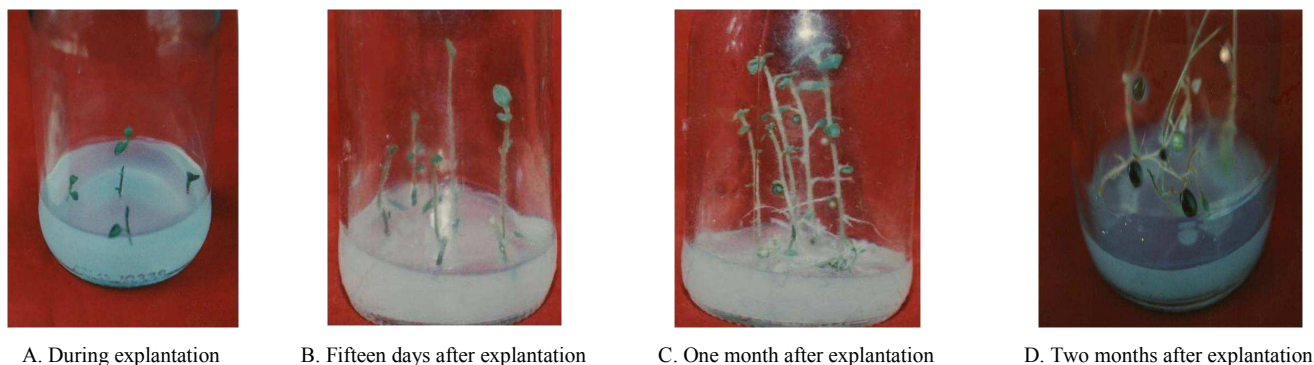 A. During explantation
B. Fifteen days after explantation
C. One month after explantation
D. Two months after explantation